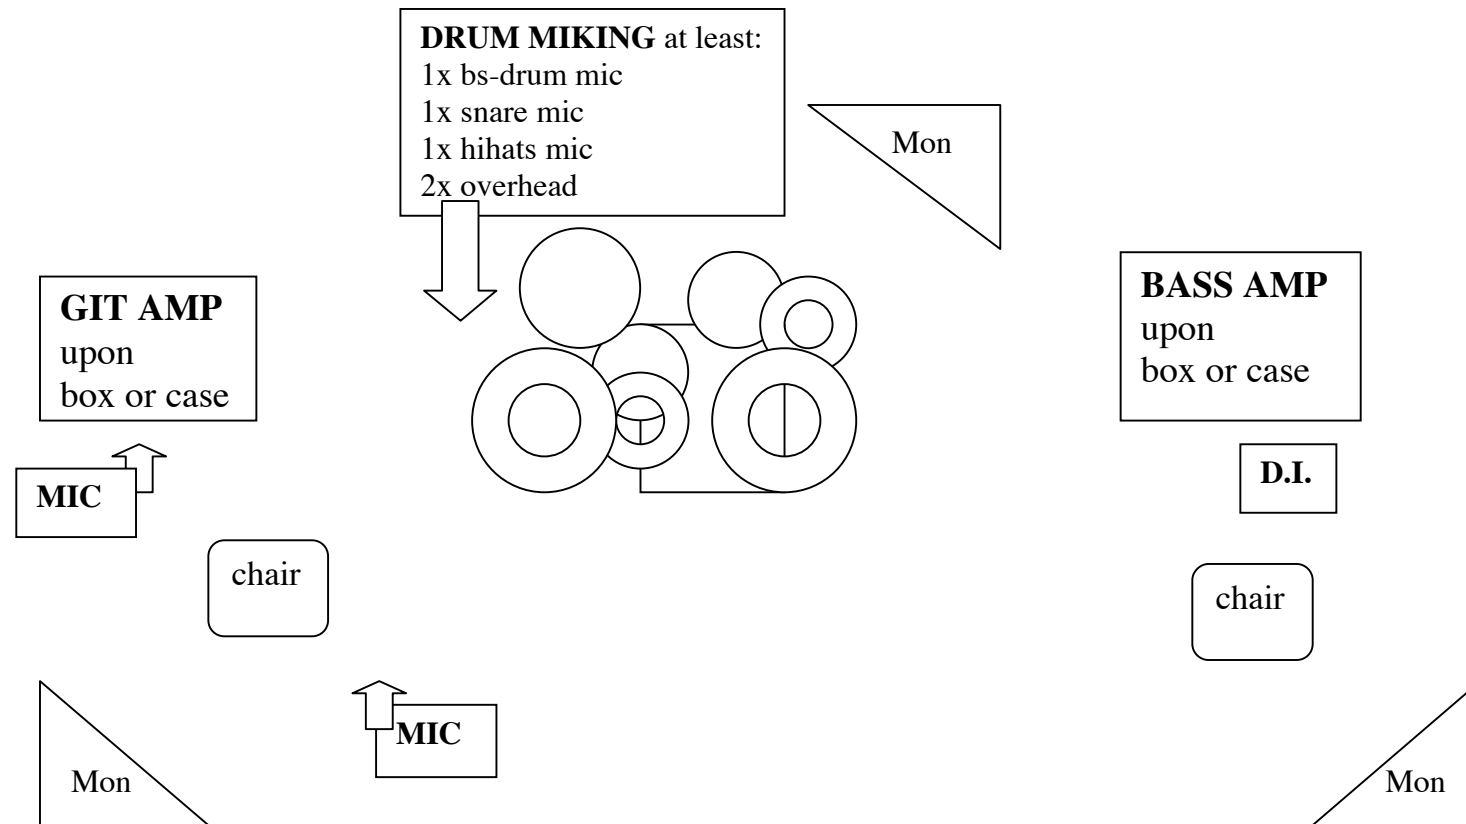 DRUM MIKING at least:
1x bs-drum mic
1x snare mic
1x hihats mic
2x overhead
Mon
GIT AMP
upon
box or case
BASS AMP
upon
box or case
MIC
D.I.
chair
chair
MIC
Mon
Mon